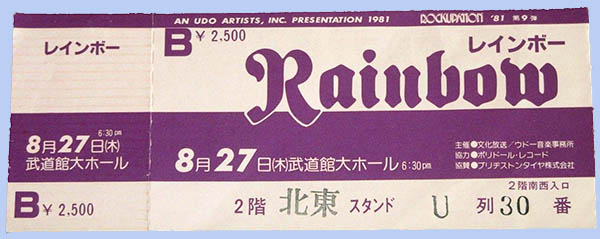 AN UDO ARTISTS, INC. PRESENTATION 1981 ROCKUPATION '81 第9弾
レインボー
B ¥2,500
レインボー
Rainbow
6:30pm
8月27日(木)
武道館大ホール
8月27日(木)武道館大ホール 6:30pm
主催●文化放送/ウドー音楽事務所
協力●ポリドール・レコード
協賛●ブリヂストンタイヤ株式会社
B ¥2,500
2階南西入口
2階 北東 スタンド U 列 30 番